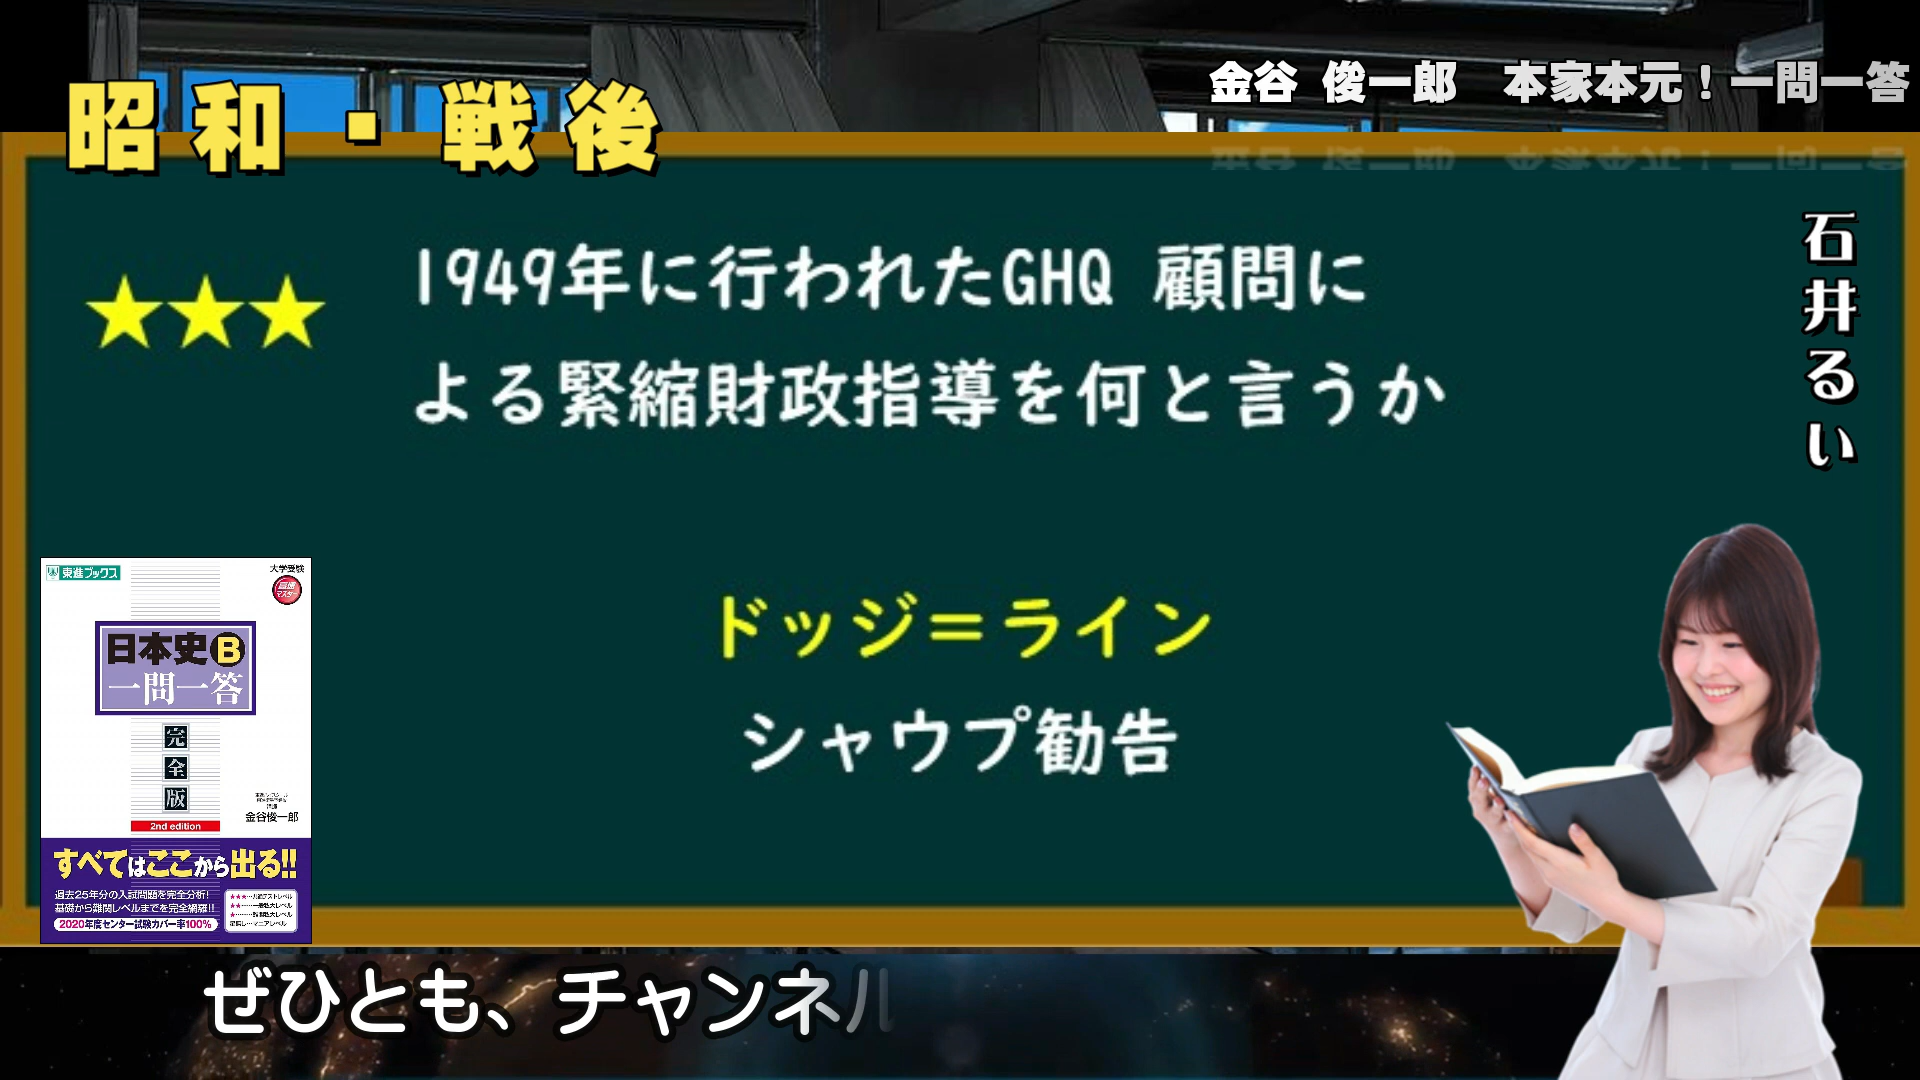 昭和・戦後
金谷 俊一郎 本家本元！一問一答
石井るい
★★★
1949年に行われたGHQ 顧問に
よる緊縮財政指導を何と言うか
ドッジ＝ライン
シャウプ勧告
東進ブックス
大学受験
日本史B
一問一答
完全版
2nd edition
金谷俊一郎
すべてはここから出る!!
過去25年分の入試問題を完全分析!
基礎から難関レベルまでを完全網羅!!
2020年度センター試験カバー率100%
ぜひとも、チャンネル